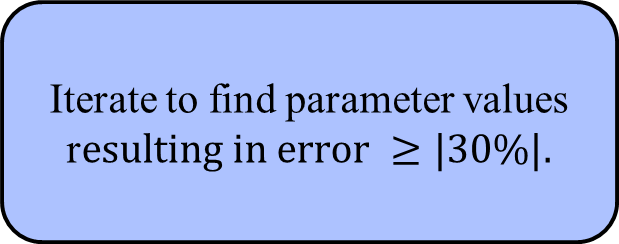 Iterate to find parameter values
resulting in error ≥ |30%|.